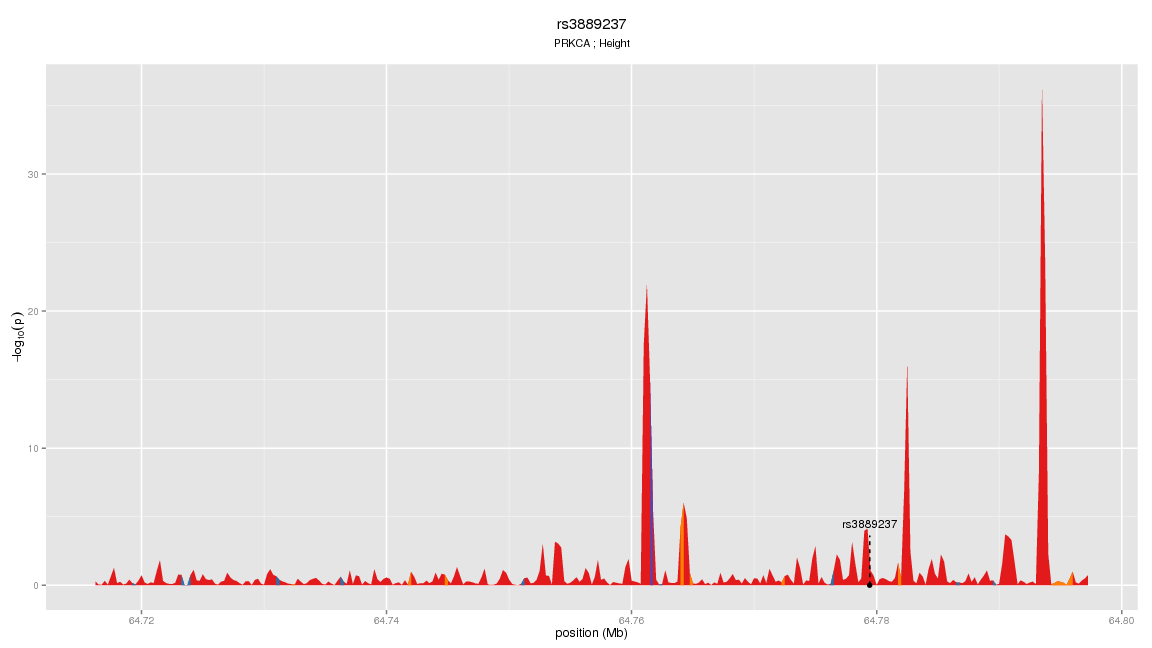 rs3889237
PRKCA ; Height
30
20
10
0
−log10(p)
rs3889237
64.72
64.74
64.76
64.78
64.80
position (Mb)